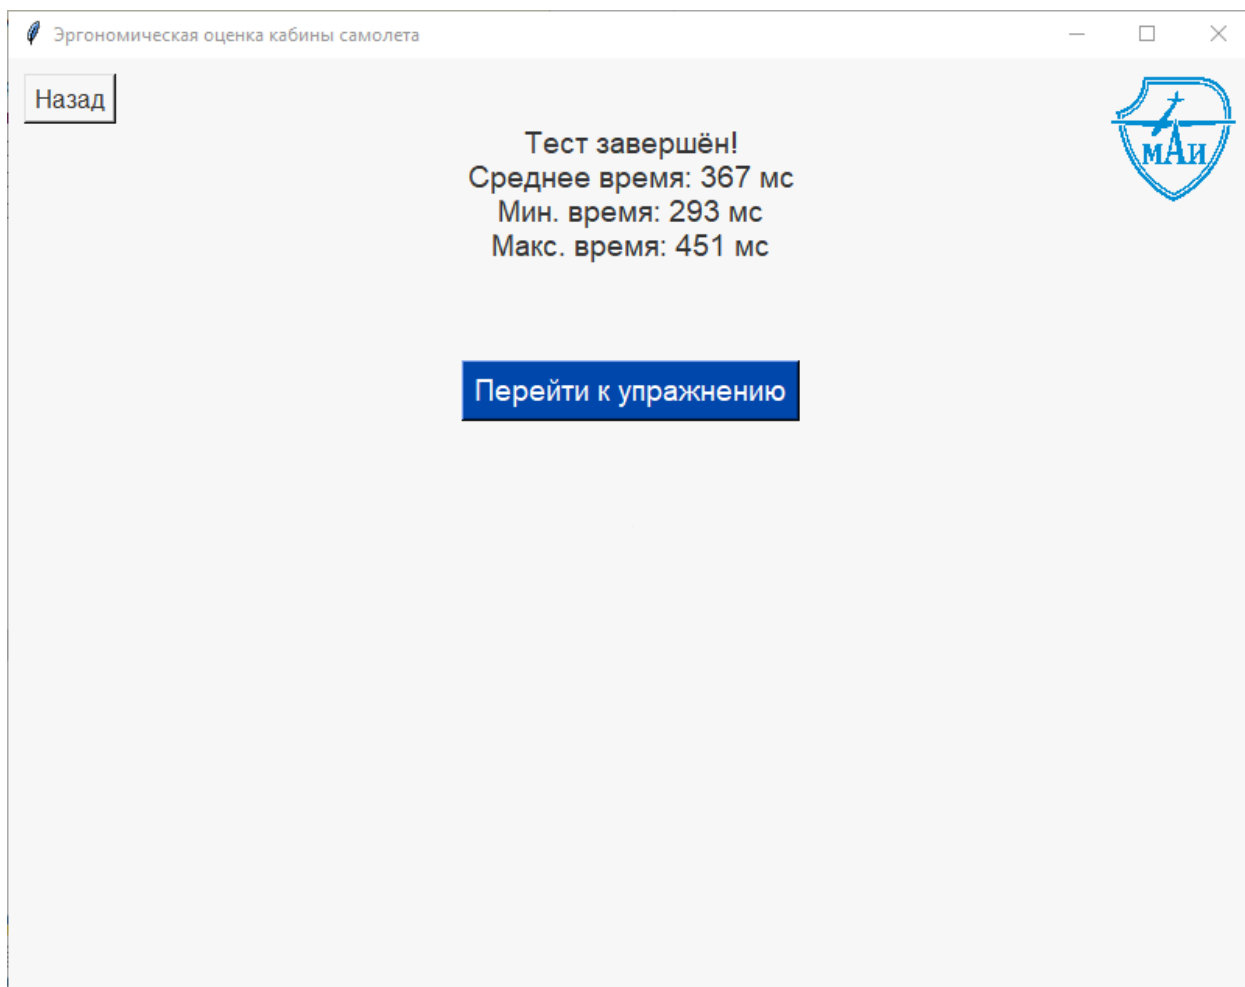 Эргономическая оценка кабины самолета
Назад
МАИ
Тест завершён!
Среднее время: 367 мс
Мин. время: 293 мс
Макс. время: 451 мс
Перейти к упражнению